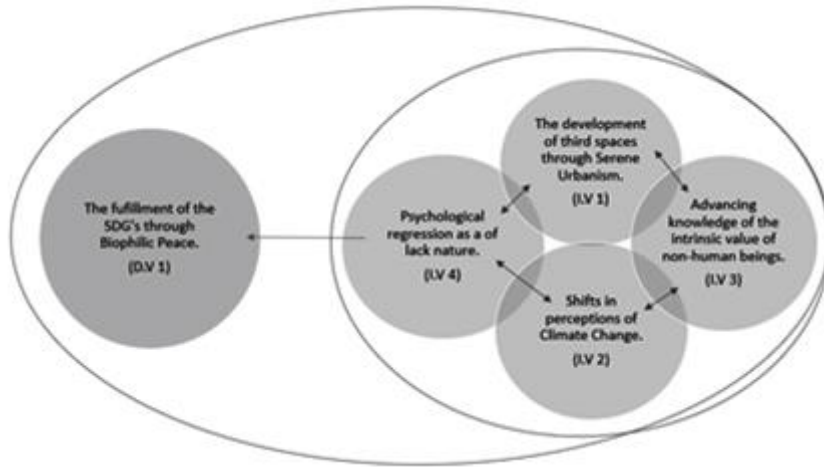 The development
of third spaces
through Serene
Urbanism.
(I.V 1)
The fufillment of the
SDG's through
Biophilic Peace.
(D.V 1)
Psychological
regression as a of
lack nature.
(I.V 4)
Advancing
knowledge of the
intrinsic value of
non-human beings.
(I.V 3)
Shifts in
perceptions of
Climate Change.
(I.V 2)